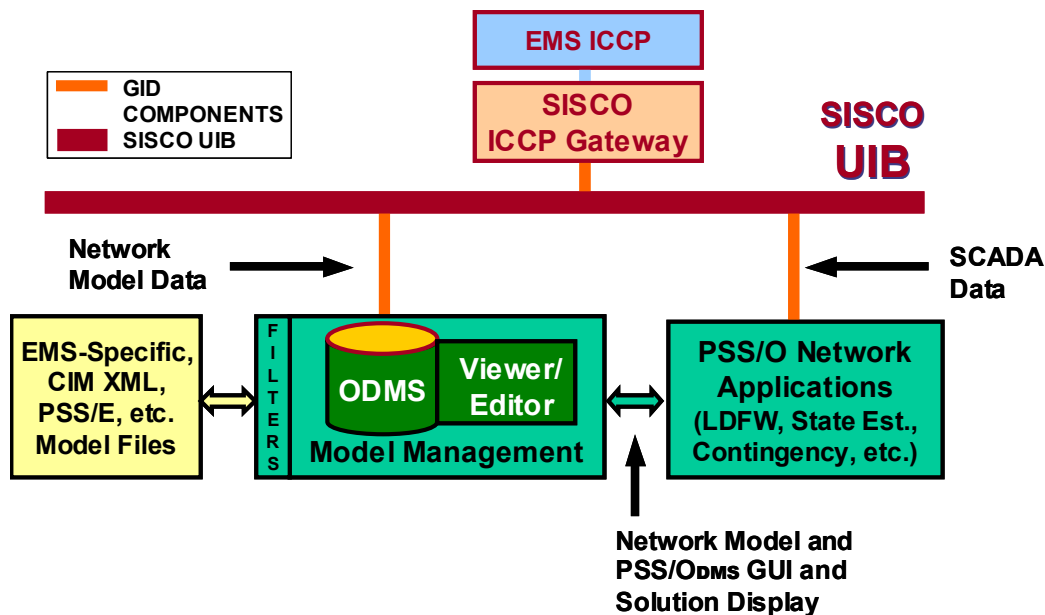 EMS ICCP
GID
COMPONENTS
SISCO UIB
SISCO
ICCP Gateway
SISCO
UIB
Network
Model Data
SCADA
Data
EMS-Specific,
CIM XML,
PSS/E, etc.
Model Files
FILTERS
ODMS
Viewer/
Editor
Model Management
PSS/O Network
Applications
(LDFW, State Est.,
Contingency, etc.)
Network Model and
PSS/ODMS GUI and
Solution Display